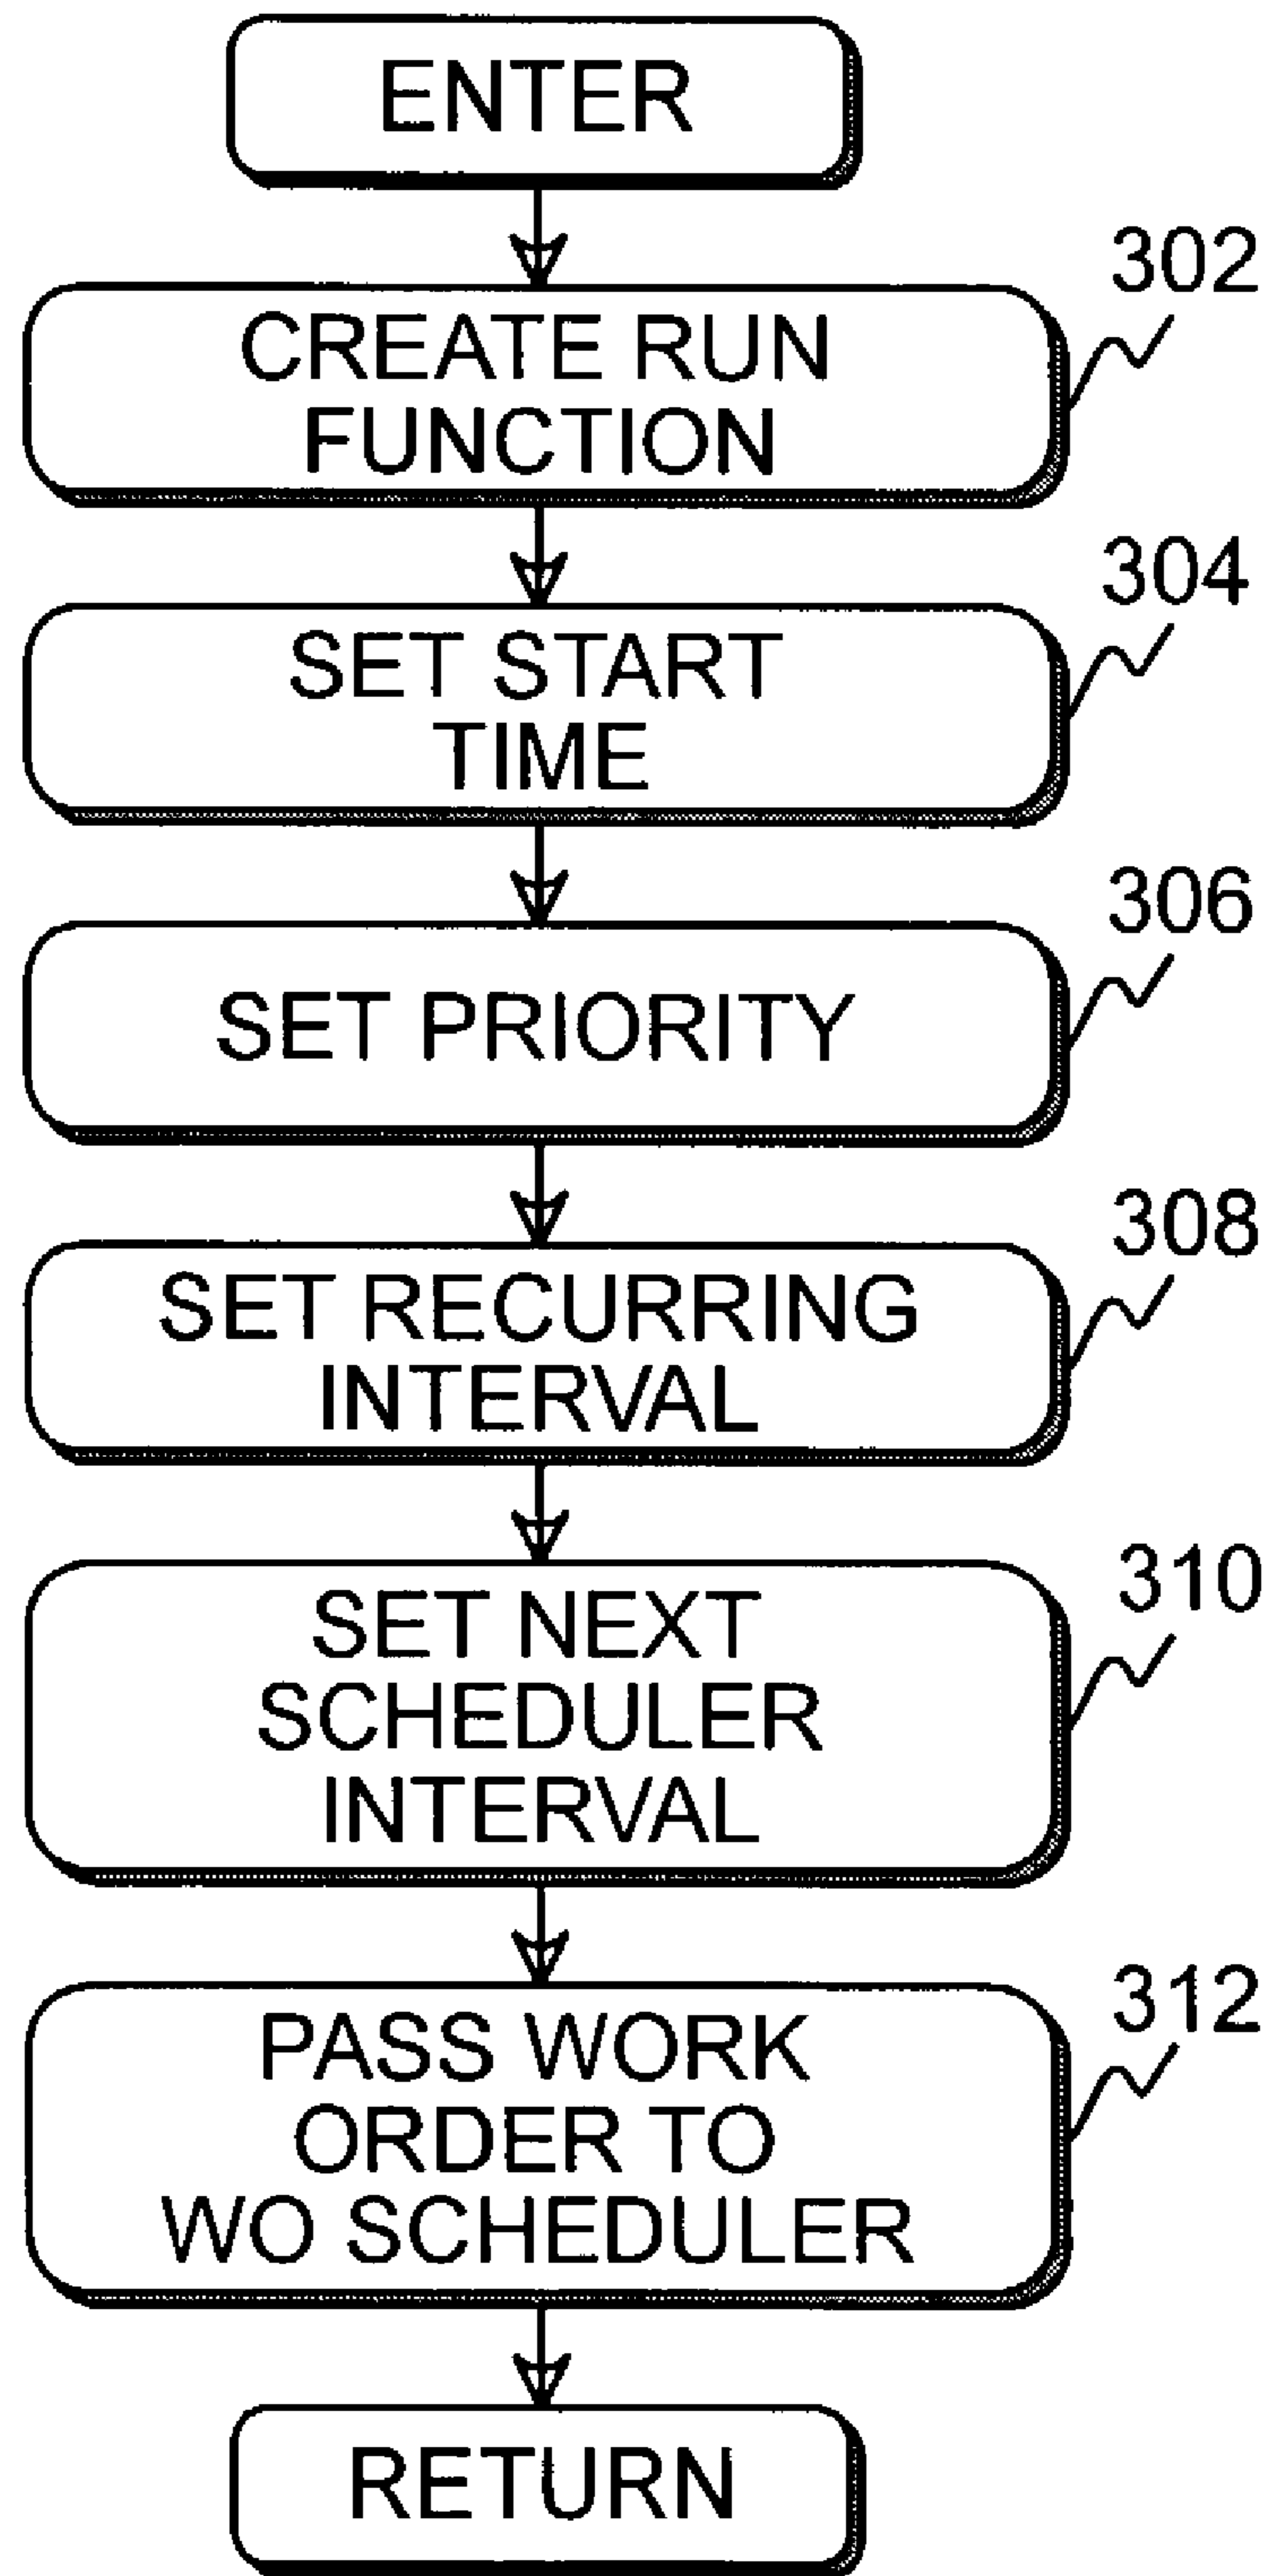 ENTER
302
CREATE RUN
FUNCTION
304
SET START
TIME
306
SET PRIORITY
308
SET RECURRING
INTERVAL
310
SET NEXT
SCHEDULER
INTERVAL
312
PASS WORK
ORDER TO
WO SCHEDULER
RETURN